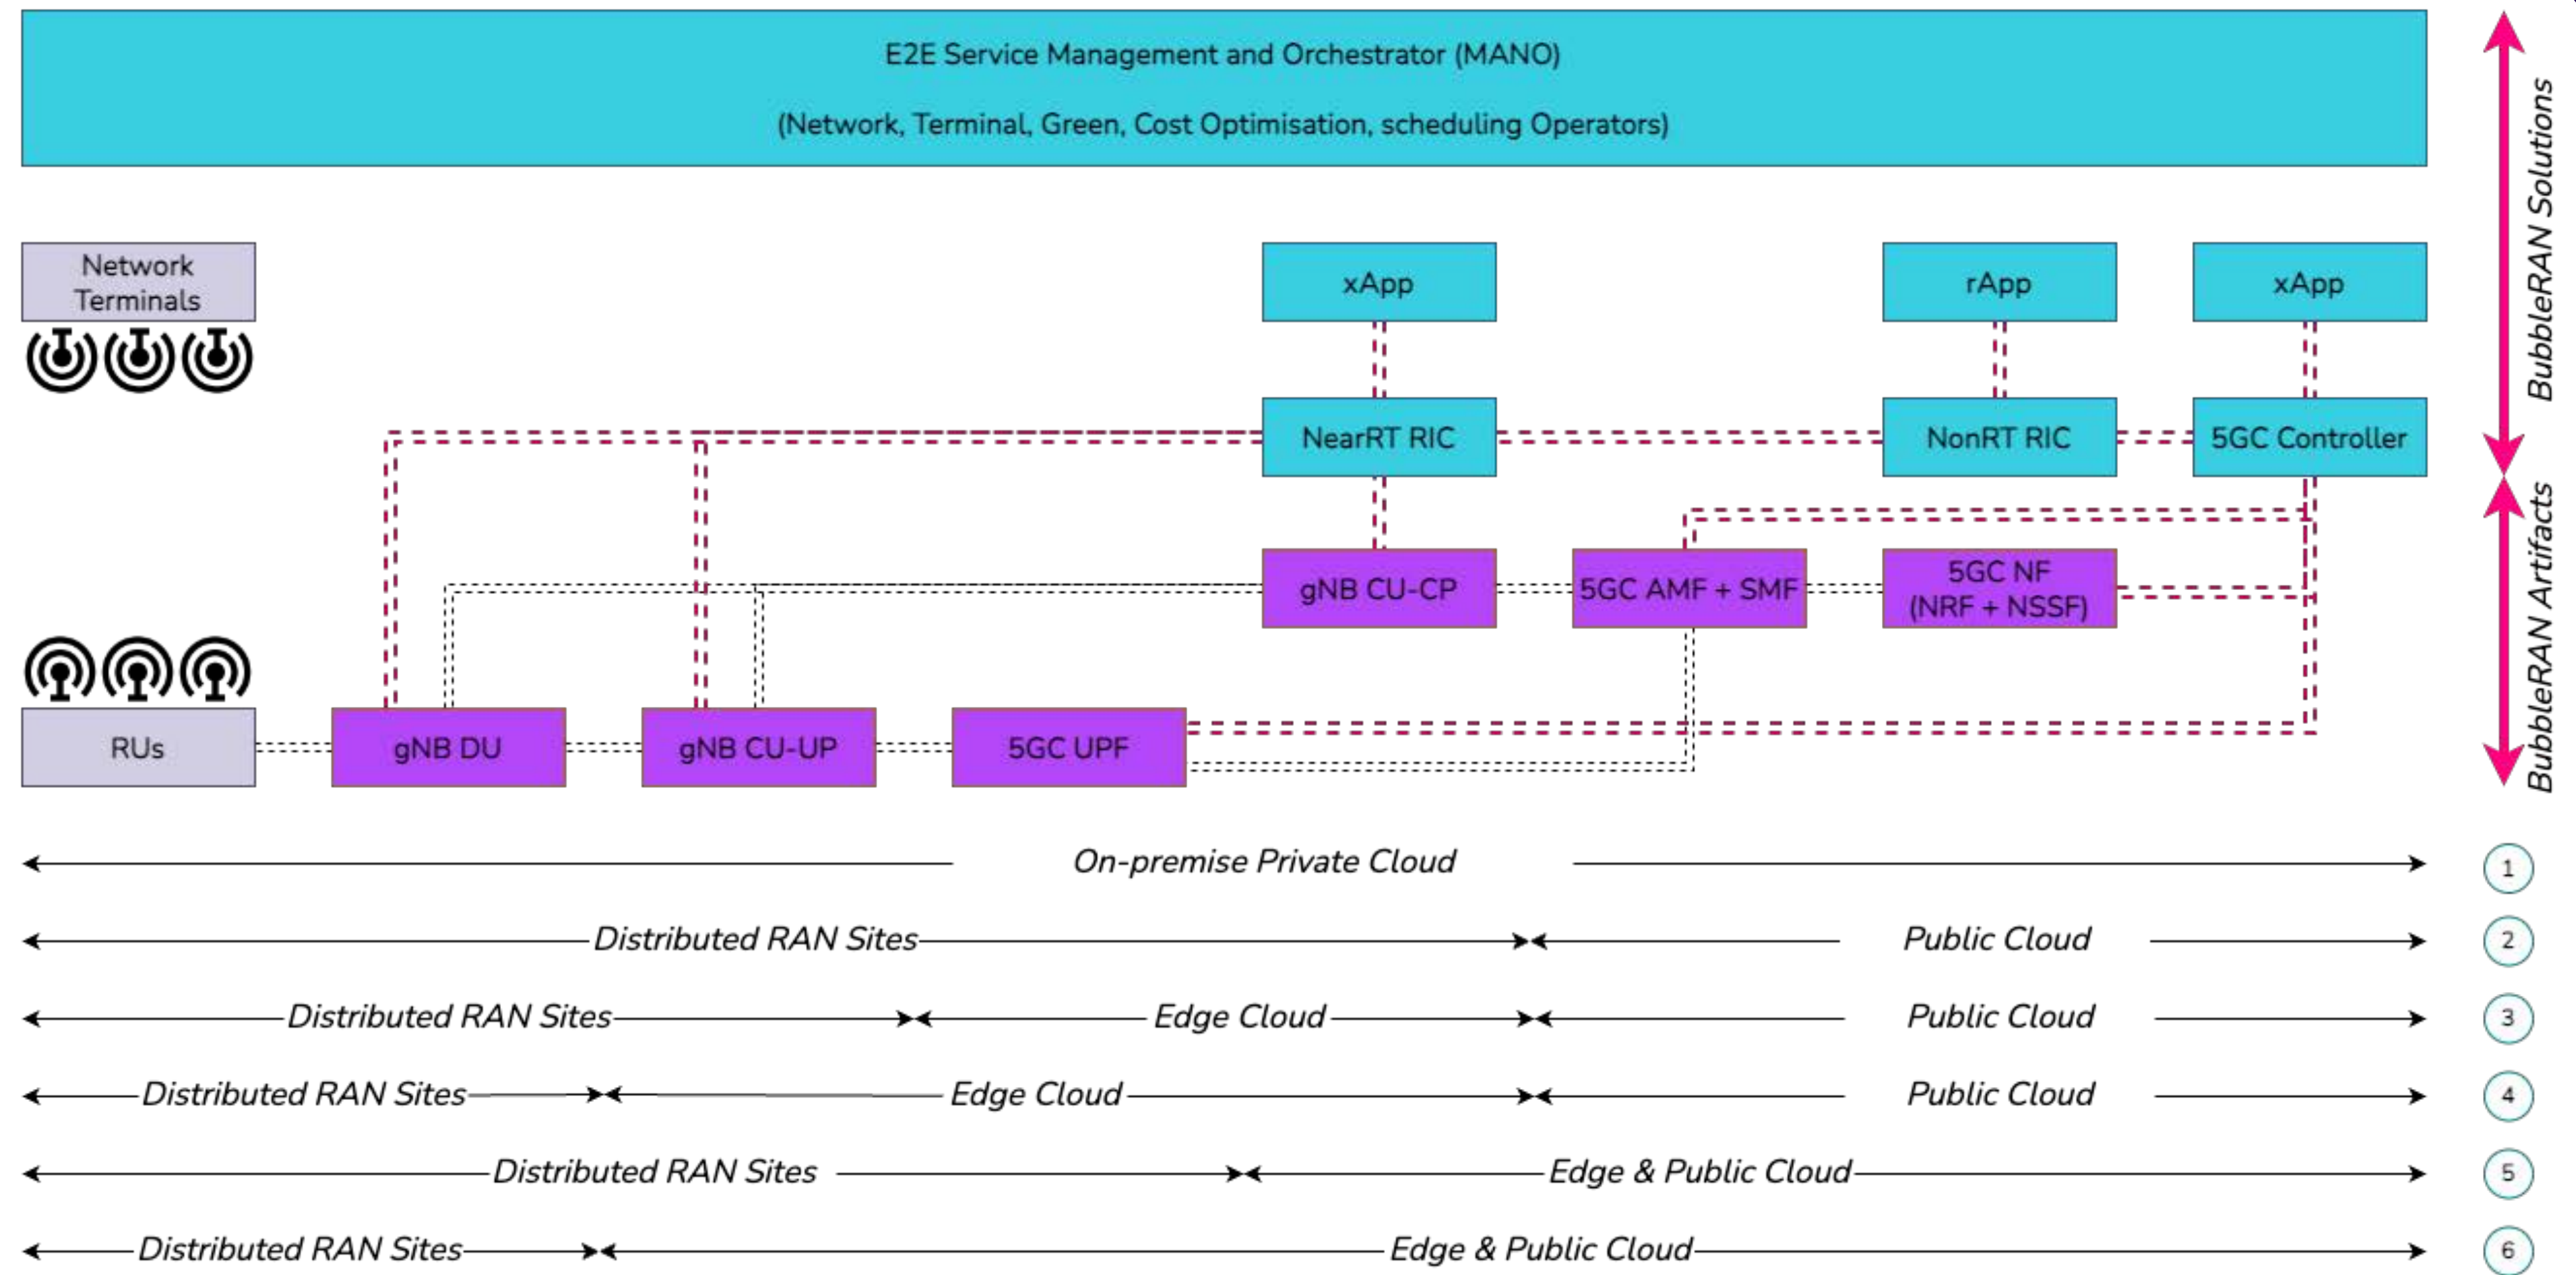 E2E Service Management and Orchestrator (MANO)
(Network, Terminal, Green, Cost Optimisation, scheduling Operators)
BubbleRAN Solutions
Network
Terminals
xApp
rApp
xApp
NearRT RIC
NonRT RIC
5GC Controller
BubbleRAN Artifacts
gNB CU-CP
5GC AMF + SMF
5GC NF
(NRF + NSSF)
RUs
gNB DU
gNB CU-UP
5GC UPF
On-premise Private Cloud
1
Distributed RAN Sites
Public Cloud
2
Distributed RAN Sites
Edge Cloud
Public Cloud
3
Distributed RAN Sites
Edge Cloud
Public Cloud
4
Distributed RAN Sites
Edge & Public Cloud
5
Distributed RAN Sites
Edge & Public Cloud
6